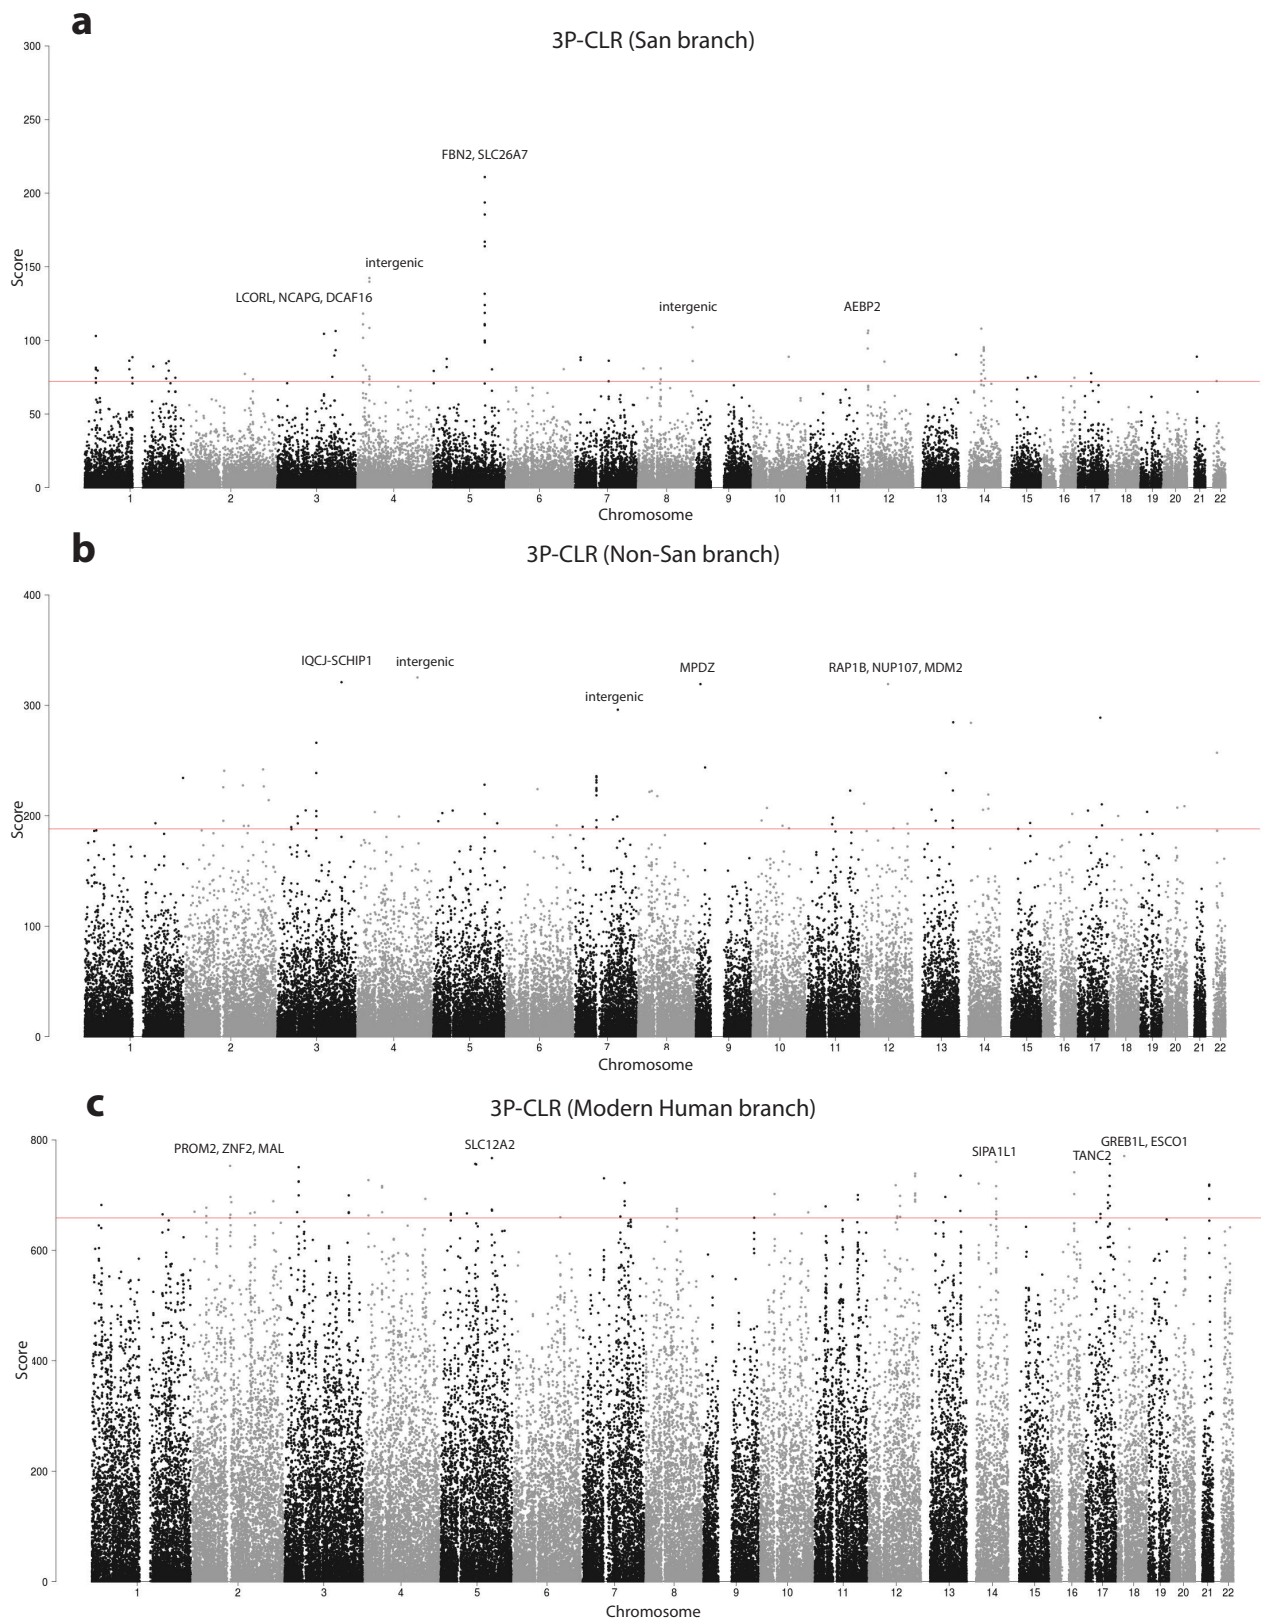 a
3P-CLR (San branch)
300
250
200
150
100
50
0
Score
FBN2, SLC26A7
intergenic
LCORL, NCAPG, DCAF16
intergenic
AEBP2
1 2 3 4 5 6 7 8 9 10 11 12 13 14 15 16 17 18 19 20 21 22
Chromosome
b
3P-CLR (Non-San branch)
400
300
200
100
0
Score
IQCJ-SCHIP1
intergenic
MPDZ
RAP1B, NUP107, MDM2
intergenic
1 2 3 4 5 6 7 8 9 10 11 12 13 14 15 16 17 18 19 20 21 22
Chromosome
c
3P-CLR (Modern Human branch)
800
600
400
200
0
Score
PROM2, ZNF2, MAL
SLC12A2
SIPA1L1
TANC2
GREB1L, ESCO1
1 2 3 4 5 6 7 8 9 10 11 12 13 14 15 16 17 18 19 20 21 22
Chromosome